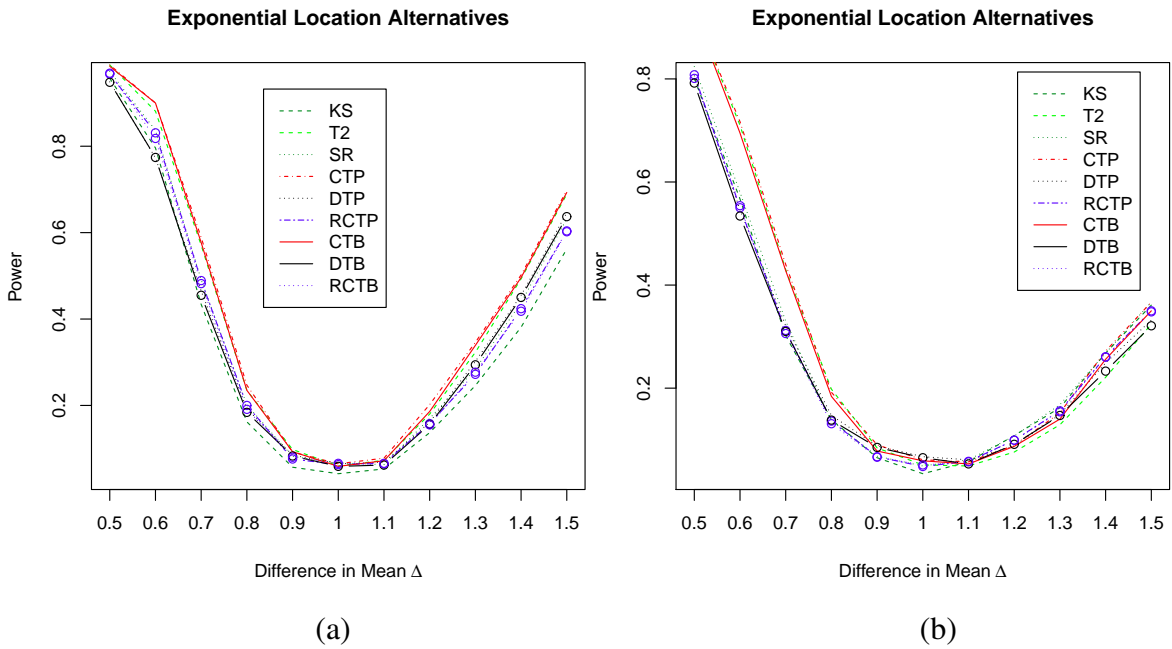 Exponential Location Alternatives
Power
0.2
0.4
0.6
0.8
KS
T2
SR
CTP
DTP
RCTP
CTB
DTB
RCTB
0.5 0.6 0.7 0.8 0.9 1 1.1 1.2 1.3 1.4 1.5
Difference in Mean Δ
(a)
Exponential Location Alternatives
Power
0.2
0.4
0.6
0.8
KS
T2
SR
CTP
DTP
RCTP
CTB
DTB
RCTB
0.5 0.6 0.7 0.8 0.9 1 1.1 1.2 1.3 1.4 1.5
Difference in Mean Δ
(b)